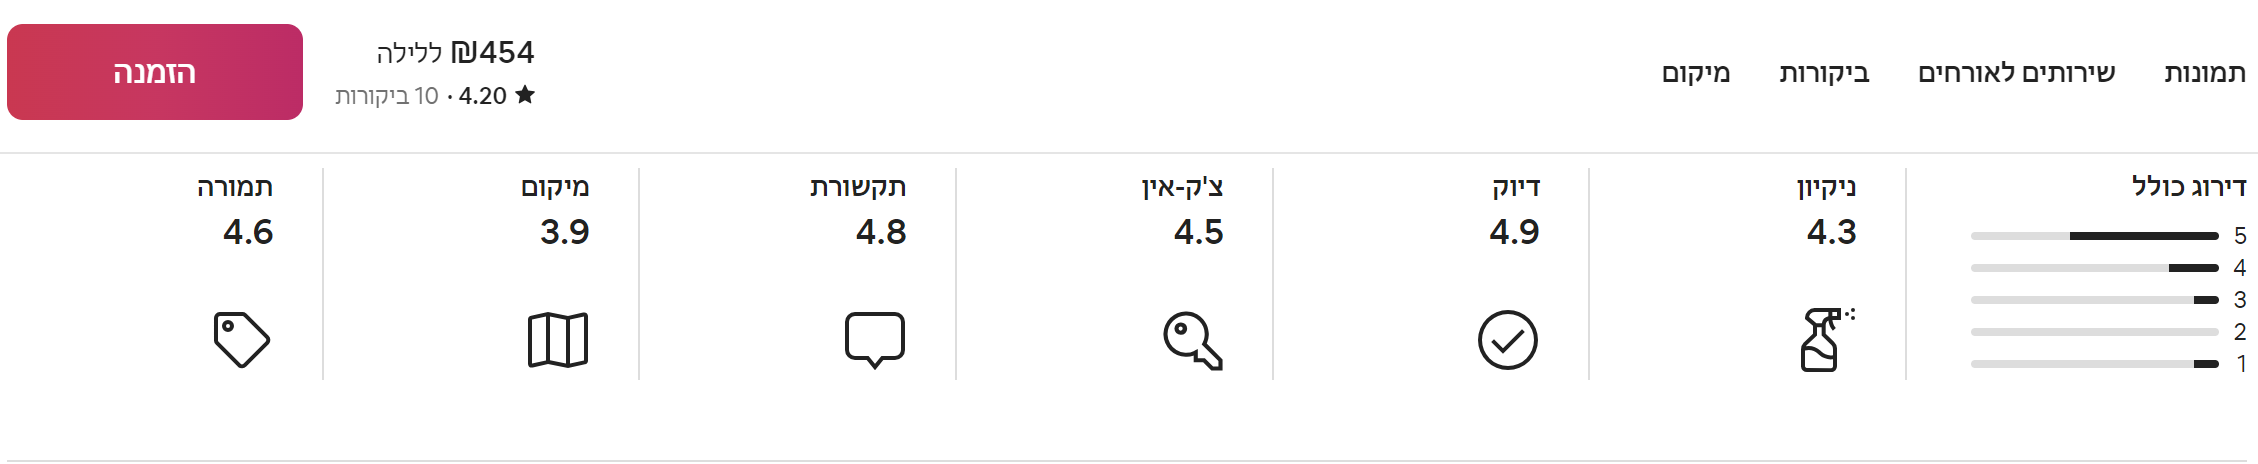 תמונות
שירותים לאורחים
ביקורות
מיקום
₪454 ללילה
4.20 · 10 ביקורות
הזמנה
דירוג כולל
5
4
3
2
1
ניקיון
4.3
דיוק
4.9
צ'ק-אין
4.5
תקשורת
4.8
מיקום
3.9
תמורה
4.6